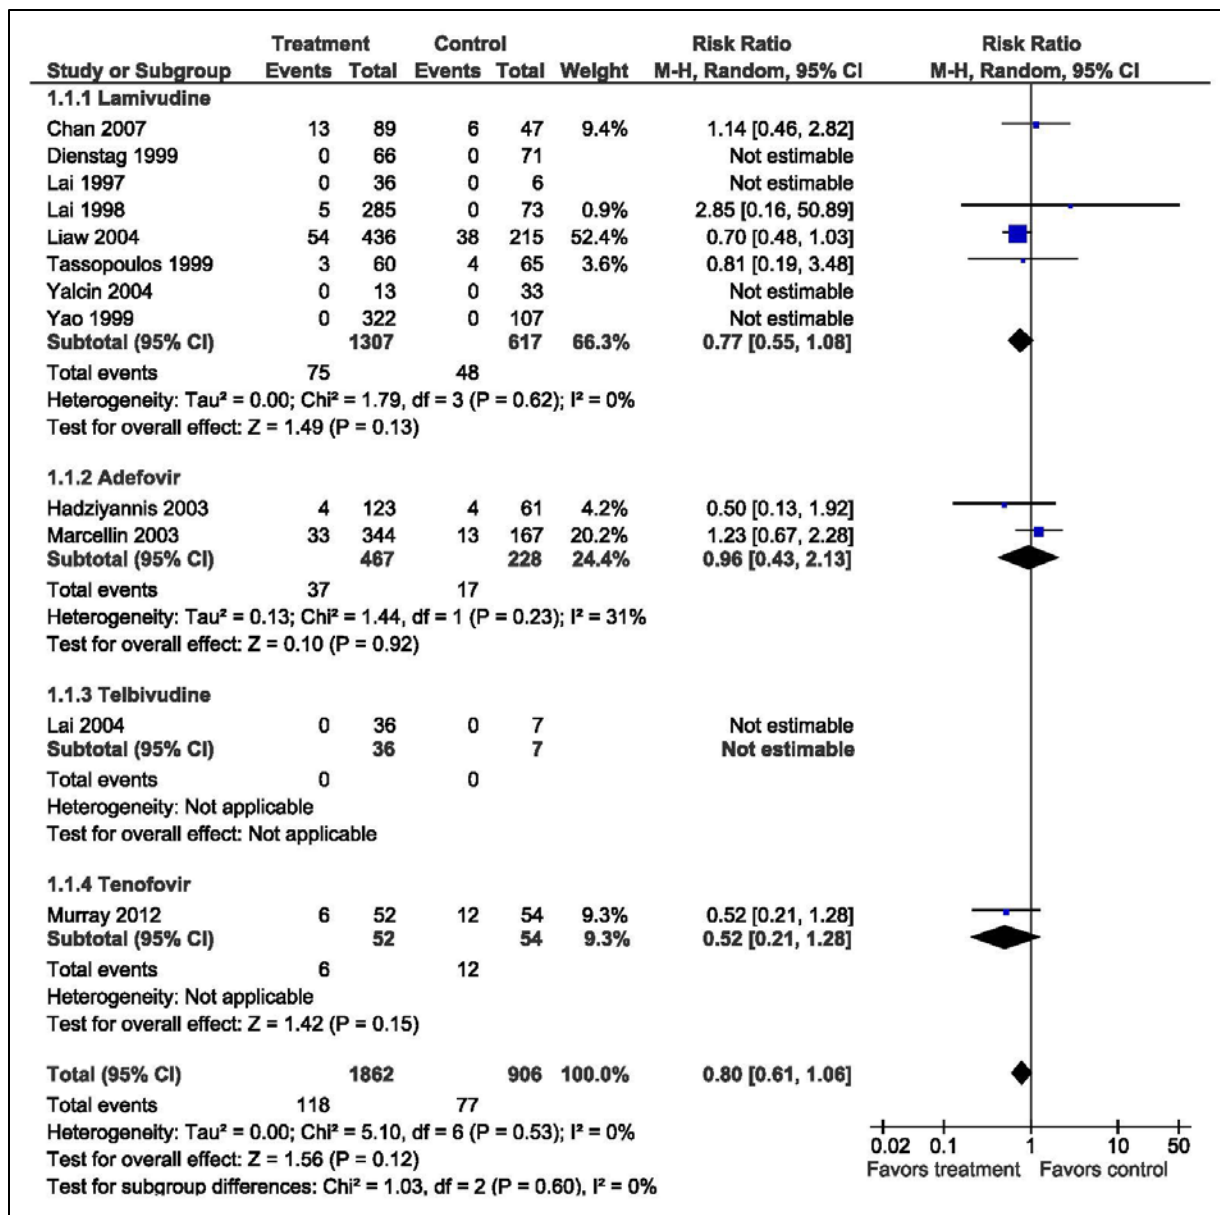 Treatment Control Risk Ratio Risk Ratio
Study or Subgroup Events Total Events Total Weight M-H, Random, 95% CI M-H, Random, 95% CI
1.1.1 Lamivudine
Chan 2007 13 89 6 47 9.4% 1.14 [0.46, 2.82]
Dienstag 1999 0 66 0 71 Not estimable
Lai 1997 0 36 0 6 Not estimable
Lai 1998 5 285 0 73 0.9% 2.85 [0.16, 50.89]
Liaw 2004 54 436 38 215 52.4% 0.70 [0.48, 1.03]
Tassopoulos 1999 3 60 4 65 3.6% 0.81 [0.19, 3.48]
Yalcin 2004 0 13 0 33 Not estimable
Yao 1999 0 322 0 107 Not estimable
Subtotal (95% CI) 1307 617 66.3% 0.77 [0.55, 1.08]
Total events 75 48
Heterogeneity: Tau² = 0.00; Chi² = 1.79, df = 3 (P = 0.62); I² = 0%
Test for overall effect: Z = 1.49 (P = 0.13)
1.1.2 Adefovir
Hadziyannis 2003 4 123 4 61 4.2% 0.50 [0.13, 1.92]
Marcellin 2003 33 344 13 167 20.2% 1.23 [0.67, 2.28]
Subtotal (95% CI) 467 228 24.4% 0.96 [0.43, 2.13]
Total events 37 17
Heterogeneity: Tau² = 0.13; Chi² = 1.44, df = 1 (P = 0.23); I² = 31%
Test for overall effect: Z = 0.10 (P = 0.92)
1.1.3 Telbivudine
Lai 2004 0 36 0 7 Not estimable
Subtotal (95% CI) 36 7 Not estimable
Total events 0 0
Heterogeneity: Not applicable
Test for overall effect: Not applicable
1.1.4 Tenofovir
Murray 2012 6 52 12 54 9.3% 0.52 [0.21, 1.28]
Subtotal (95% CI) 52 54 9.3% 0.52 [0.21, 1.28]
Total events 6 12
Heterogeneity: Not applicable
Test for overall effect: Z = 1.42 (P = 0.15)
Total (95% CI) 1862 906 100.0% 0.80 [0.61, 1.06]
Total events 118 77
Heterogeneity: Tau² = 0.00; Chi² = 5.10, df = 6 (P = 0.53); I² = 0%
Test for overall effect: Z = 1.56 (P = 0.12)
Test for subgroup differences: Chi² = 1.03, df = 2 (P = 0.60), I² = 0%
0.02 0.1 1 10 50
Favors treatment Favors control